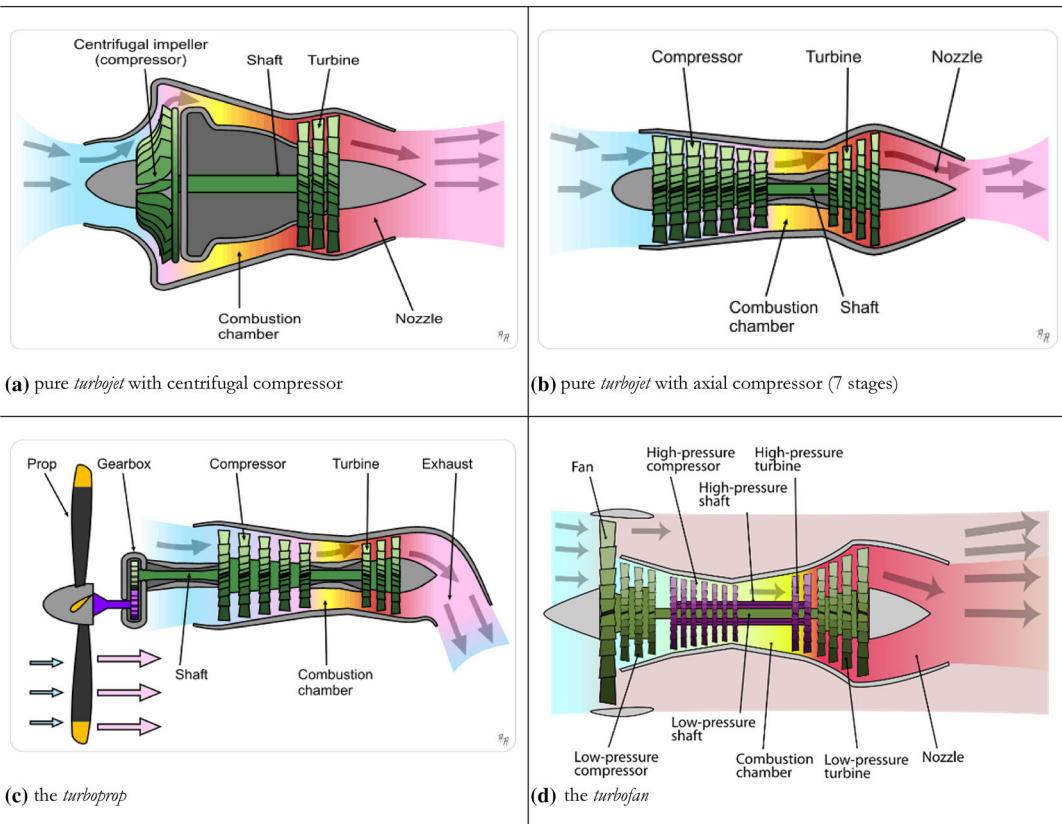 Centrifugal impeller
(compressor)
Shaft
Turbine
Combustion
chamber
Nozzle
(a) pure turbojet with centrifugal compressor
Compressor
Turbine
Nozzle
Combustion
chamber
Shaft
(b) pure turbojet with axial compressor (7 stages)
Prop
Gearbox
Compressor
Turbine
Exhaust
Shaft
Combustion
chamber
(c) the turboprop
Fan
High-pressure
compressor
High-pressure
turbine
High-pressure
shaft
Low-pressure
compressor
Low-pressure
shaft
Combustion
chamber
Low-pressure
turbine
Nozzle
(d) the turbofan